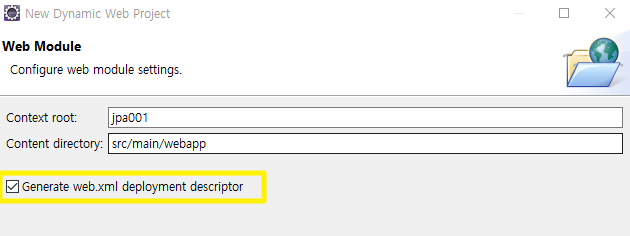 New Dynamic Web Project
Web Module
Configure web module settings.
Context root: jpa001
Content directory: src/main/webapp
Generate web.xml deployment descriptor